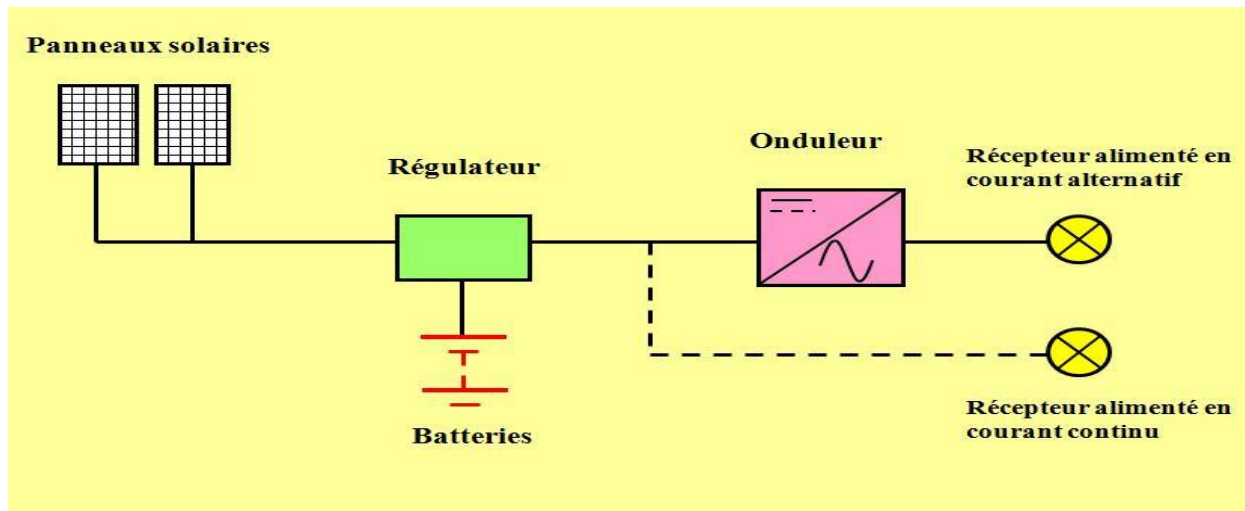 Panneaux solaires
Régulateur
Onduleur
Récepteur alimenté en
courant alternatif
Batteries
Récepteur alimenté en
courant continu